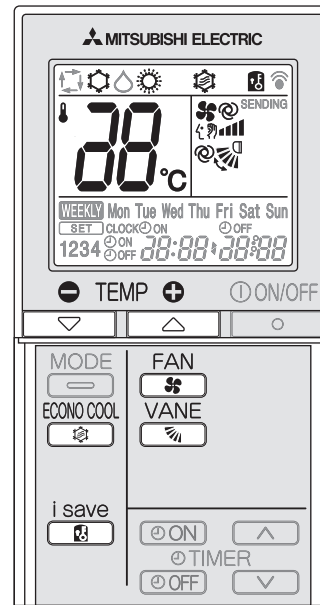 MITSUBISHI ELECTRIC
SENDING
88 °C
WEEKLY Mon Tue Wed Thu Fri Sat Sun
SET CLOCK ON OFF
1234 ON OFF 88:88 88:88
TEMP ON/OFF
MODE FAN
ECONO COOL VANE
i save
ON
TIMER
OFF